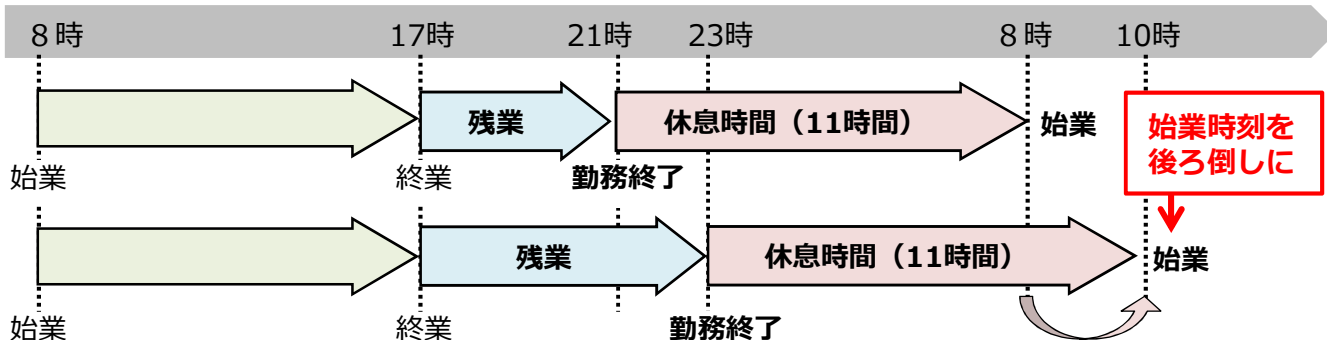 8時 17時 21時 23時 8時 10時
残業 休息時間（11時間） 始業
始業時刻を
後ろ倒しに
始業 終業 勤務終了
残業 休息時間（11時間） 始業
始業 終業 勤務終了